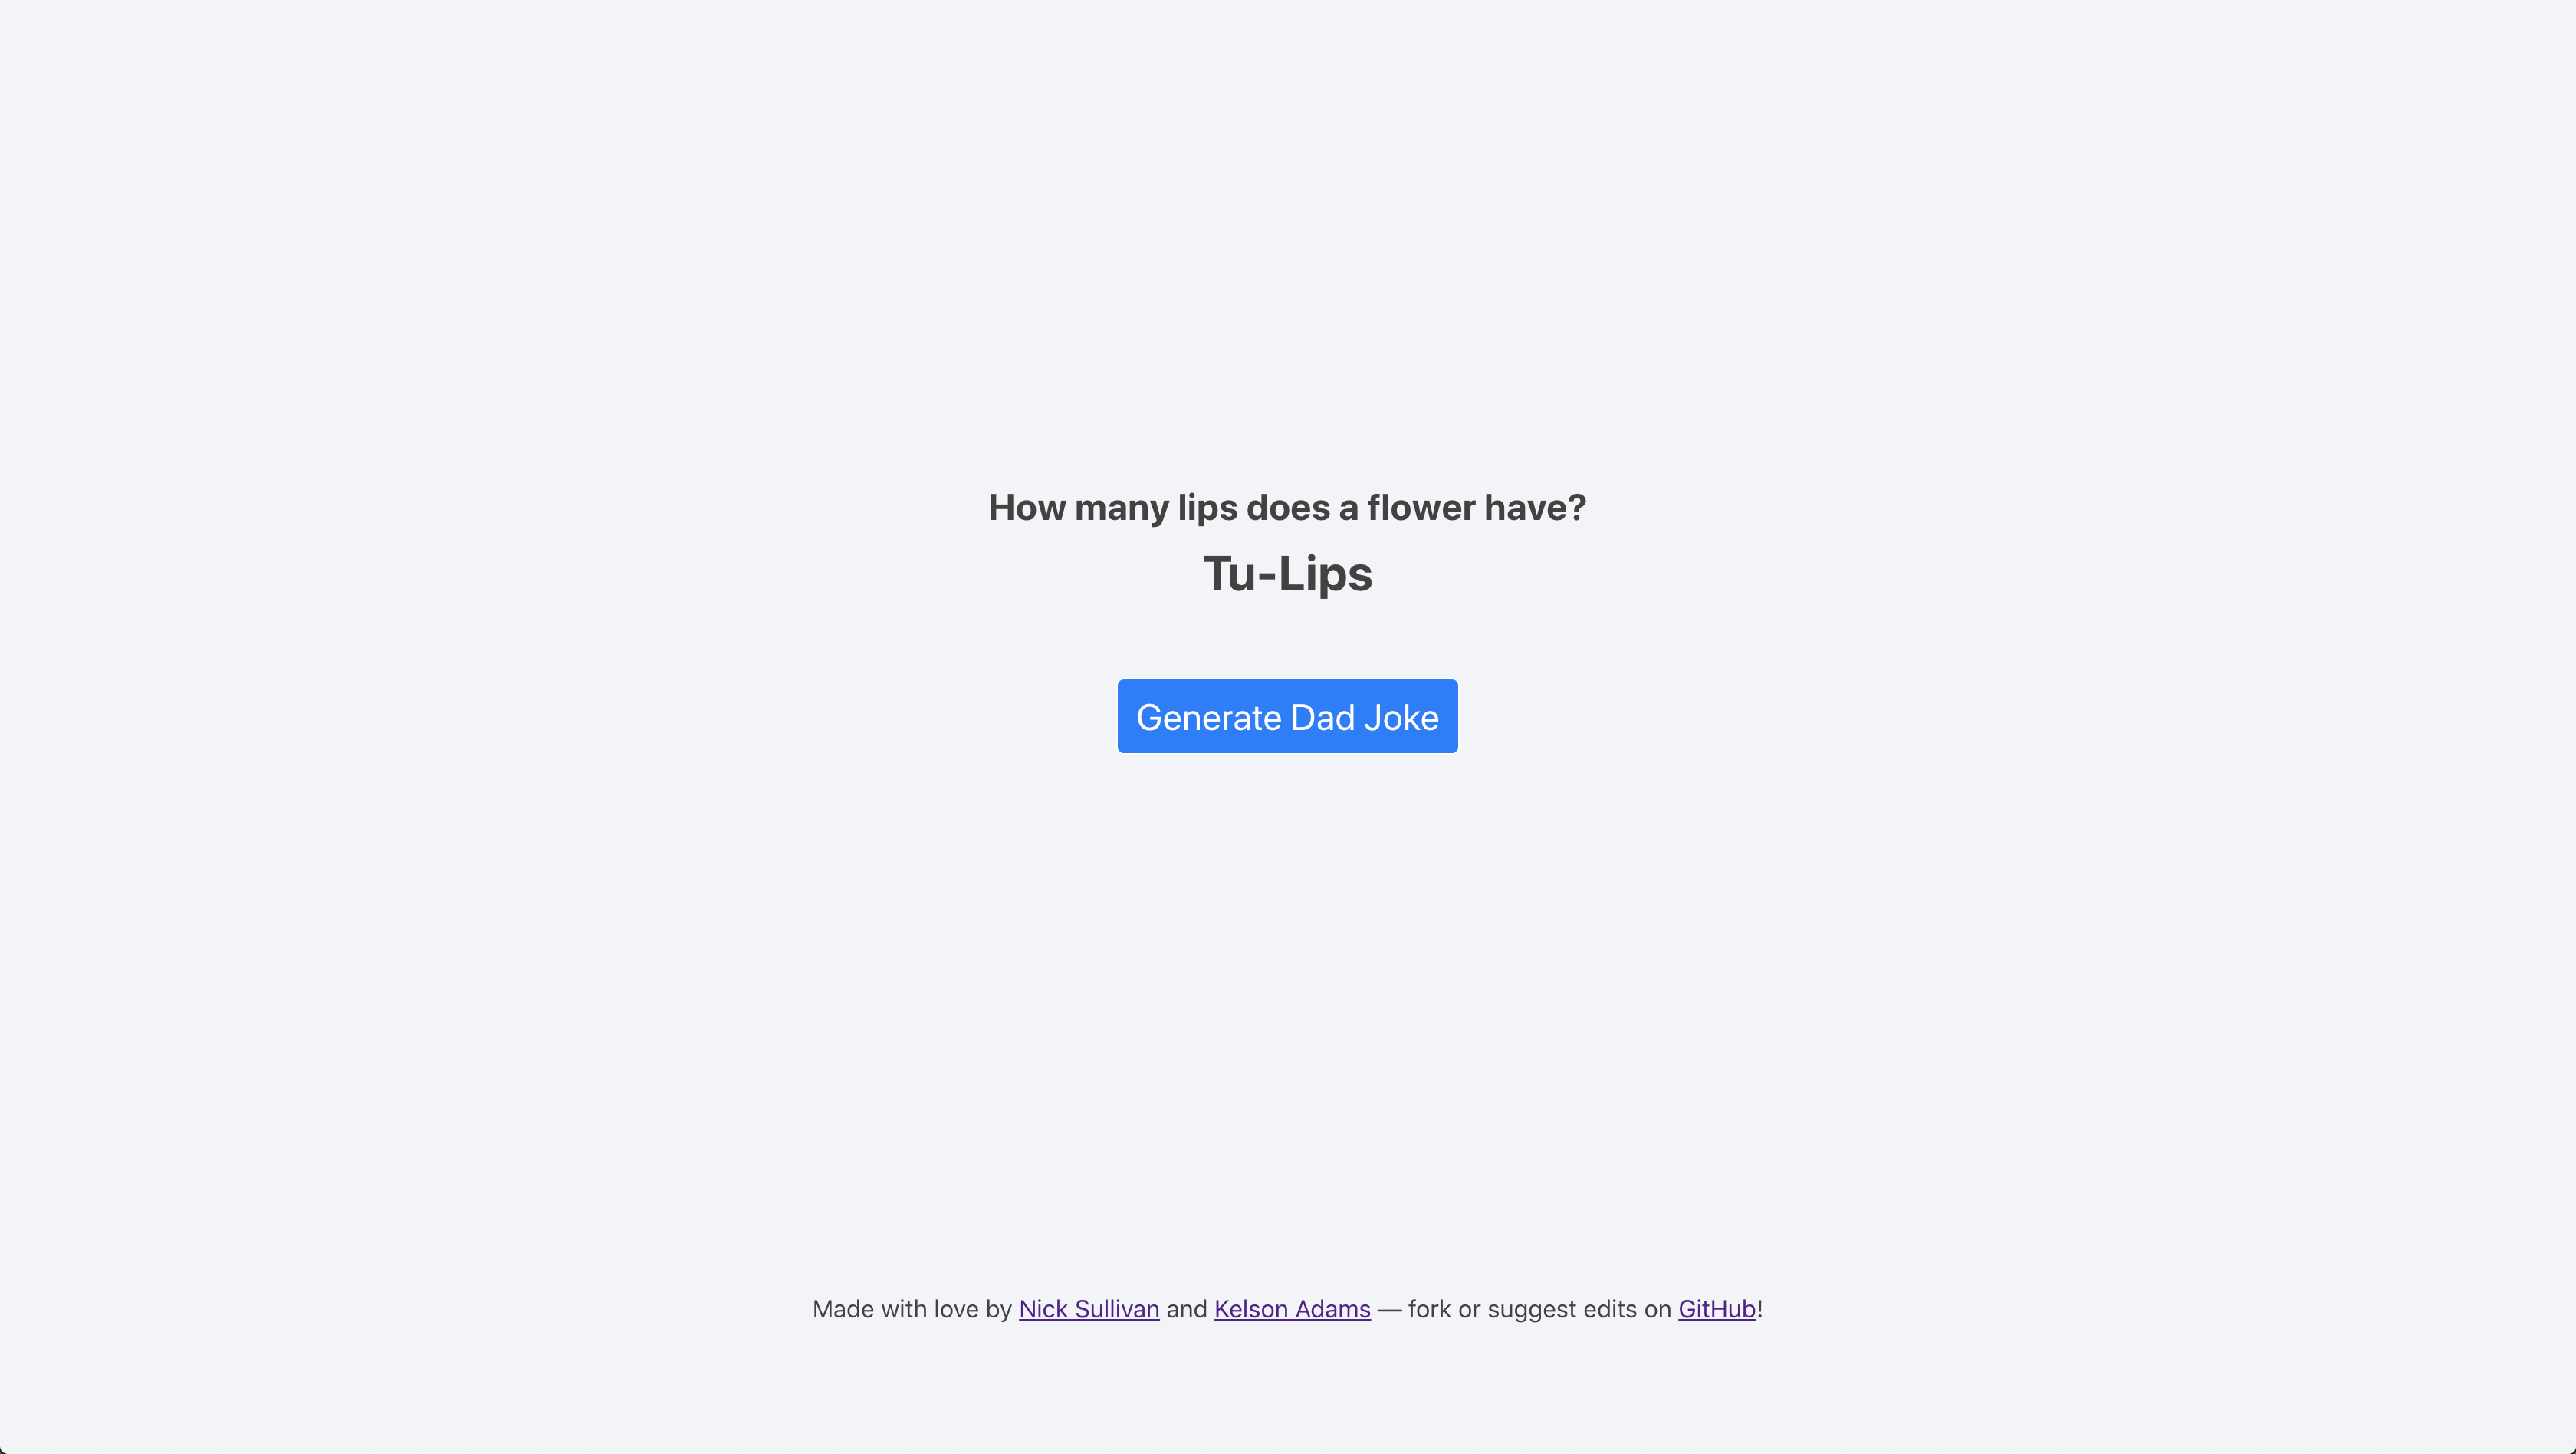 How many lips does a flower have?
Tu-Lips
Generate Dad Joke
Made with love by Nick Sullivan and Kelson Adams — fork or suggest edits on GitHub!